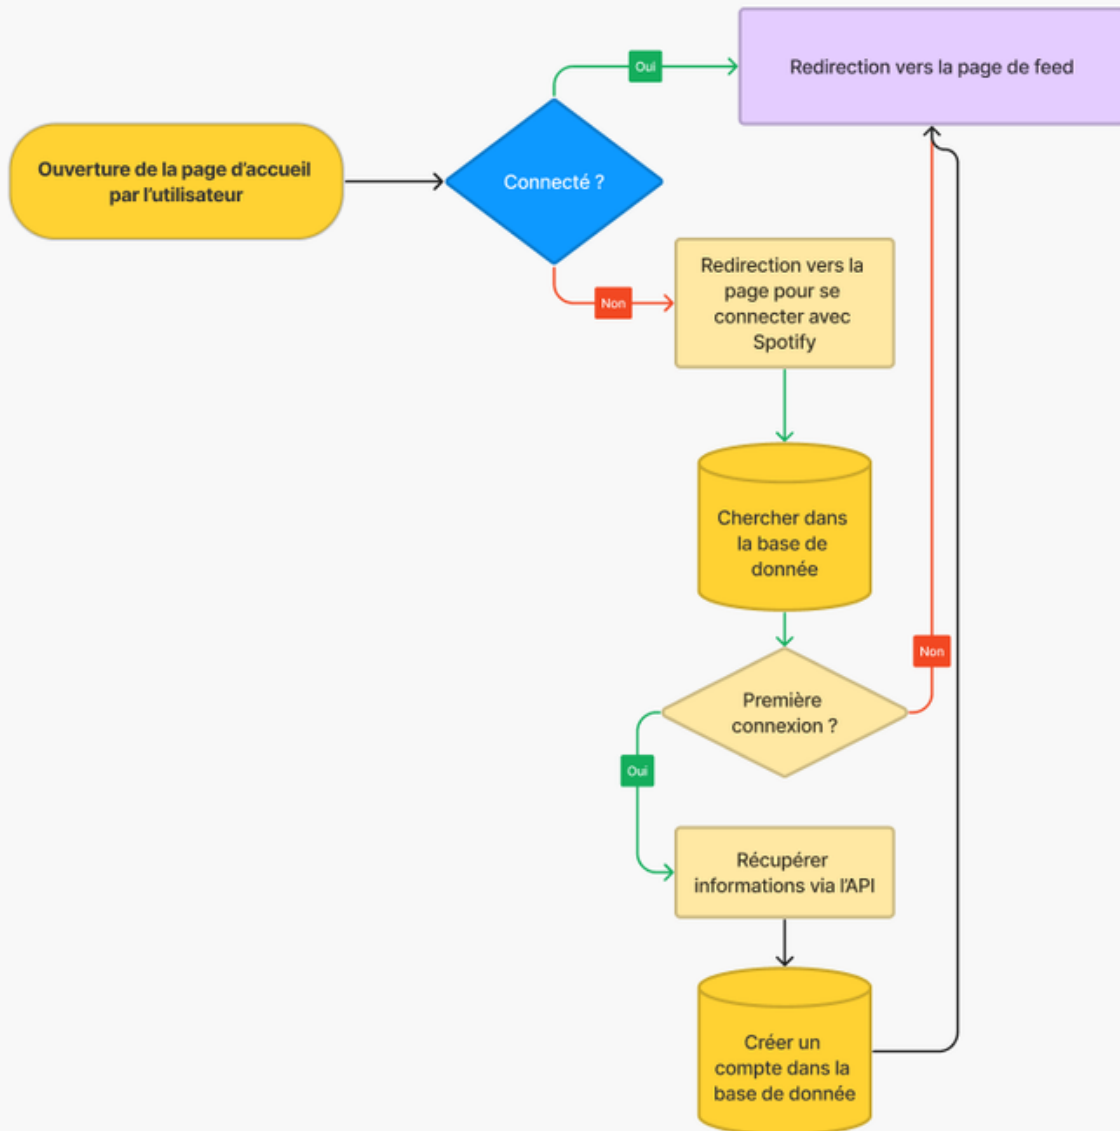 Oui
Redirection vers la page de feed
Ouverture de la page d'accueil
par l'utilisateur
Connecté ?
Non
Redirection vers la
page pour se
connecter avec
Spotify
Chercher dans
la base de
donnée
Non
Première
connexion ?
Oui
Récupérer
informations via l'API
Créer un
compte dans la
base de donnée